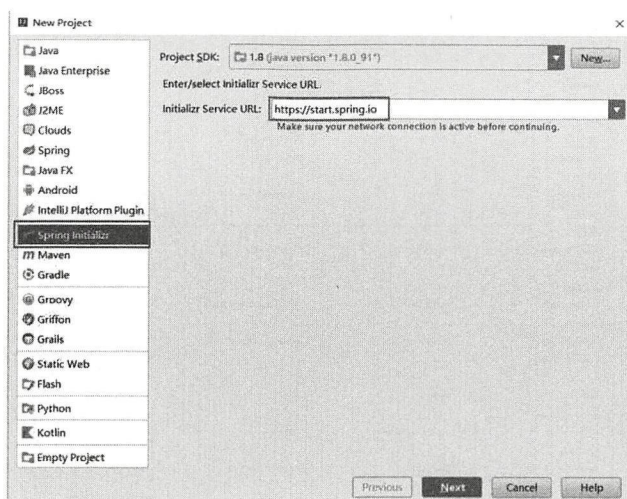 New Project
Java
Java Enterprise
JBoss
J2ME
Clouds
Spring
Java FX
Android
IntelliJ Platform Plugin
Spring Initializr
Maven
Gradle
Groovy
Griffon
Grails
Static Web
Flash
Python
Kotlin
Empty Project
Project SDK: 1.8 (java version "1.8.0_91") New...
Enter/select Initializr Service URL.
Initializr Service URL: https://start.spring.io
Make sure your network connection is active before continuing.
Previous Next Cancel Help